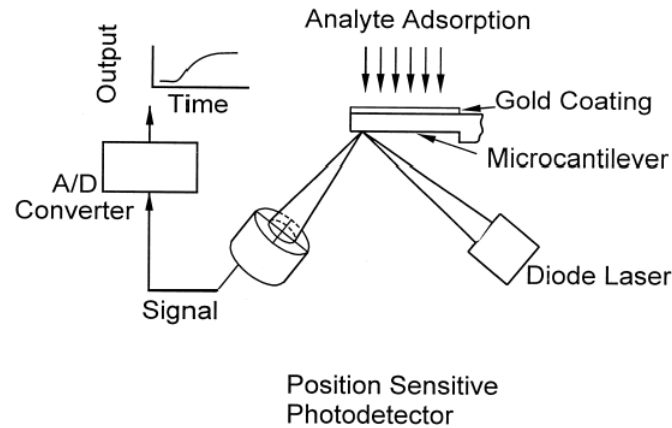 Analyte Adsorption
Output
Time
Gold Coating
Microcantilever
A/D
Converter
Diode Laser
Signal
Position Sensitive
Photodetector